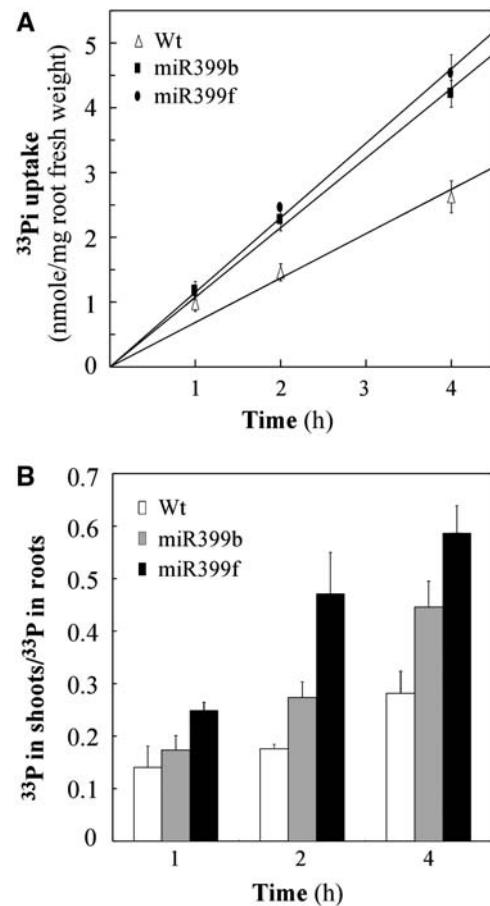 A
5
4
3
2
1
0
³³Pi uptake
(nmole/mg root fresh weight)
Wt
miR399b
miR399f
1
2
3
4
Time (h)
B
0.7
0.6
0.5
0.4
0.3
0.2
0.1
0
³³P in shoots/³³P in roots
Wt
miR399b
miR399f
1
2
4
Time (h)